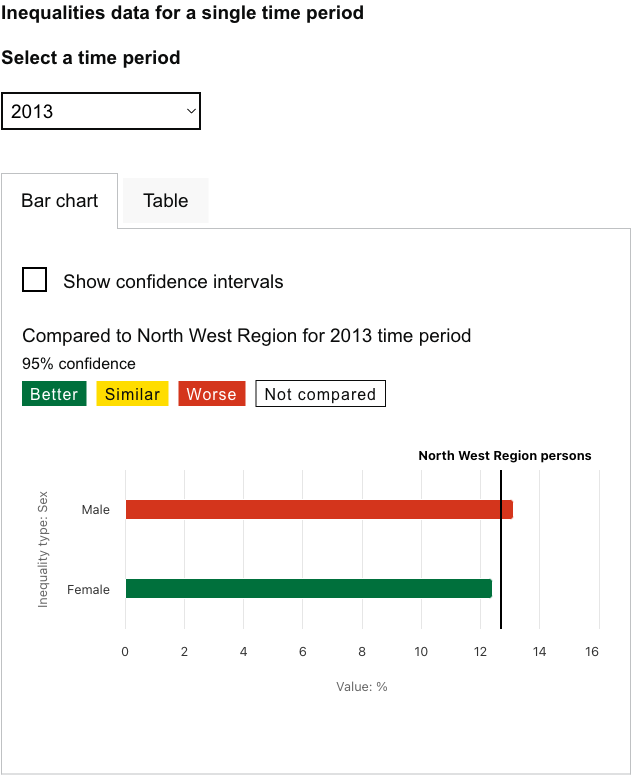 Inequalities data for a single time period
Select a time period
2013
Bar chart
Table
Show confidence intervals
Compared to North West Region for 2013 time period
95% confidence
Better
Similar
Worse
Not compared
North West Region persons
Inequality type: Sex
Male
Female
0 2 4 6 8 10 12 14 16
Value: %